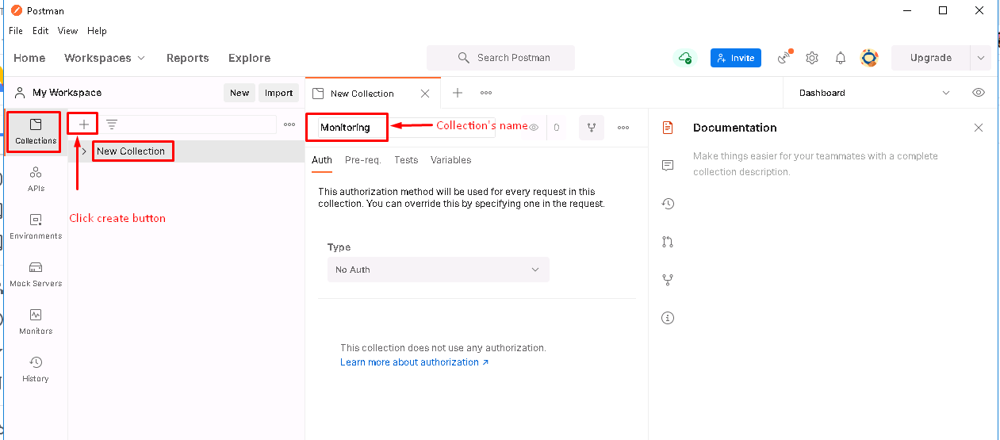 Postman
File Edit View Help
Home Workspaces Reports Explore Search Postman Invite Upgrade
My Workspace New Import New Collection Dashboard
Collections
Monitoring Collection's name 0 Documentation
New Collection
Make things easier for your teammates with a complete
collection description.
Auth Pre-req. Tests Variables
APIs
This authorization method will be used for every request in this
collection. You can override this by specifying one in the request.
Click create button
Environments
Type
No Auth
Mock Servers
Monitors
This collection does not use any authorization.
Learn more about authorization ↗
History